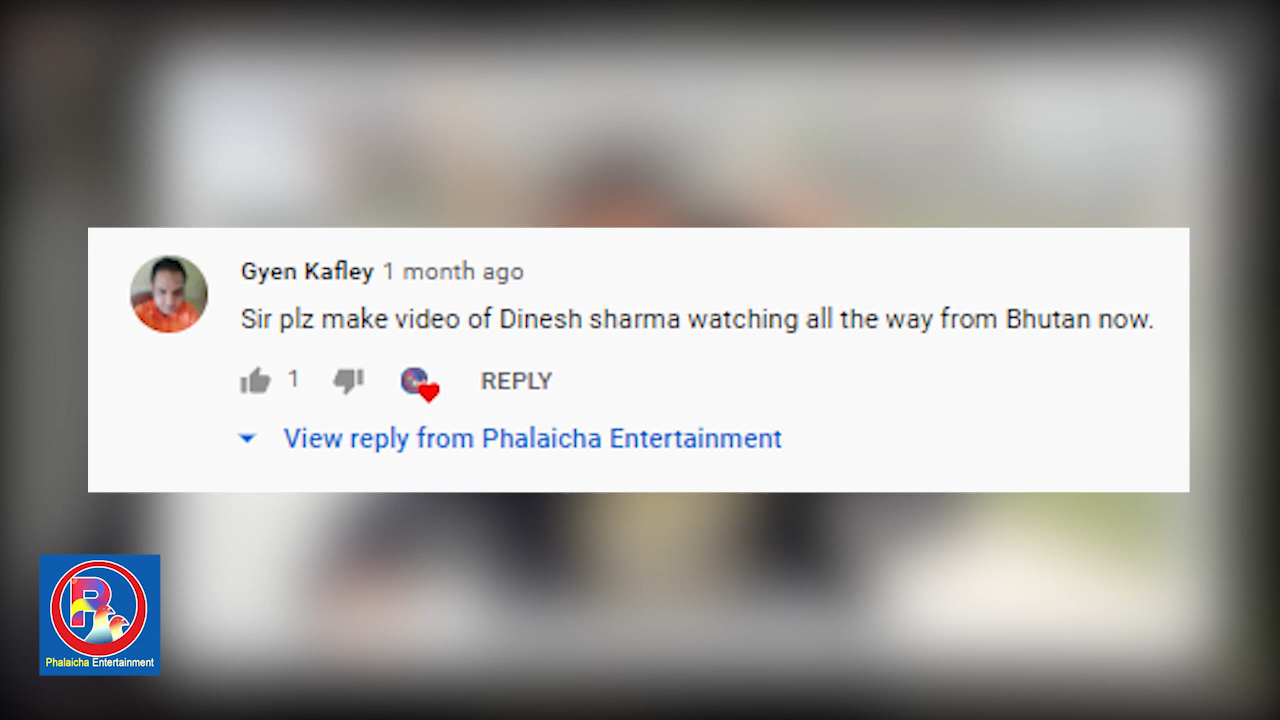 Gyen Kafley 1 month ago
Sir plz make video of Dinesh sharma watching all the way from Bhutan now.
1 REPLY
View reply from Phalaicha Entertainment
Phalaicha Entertainment